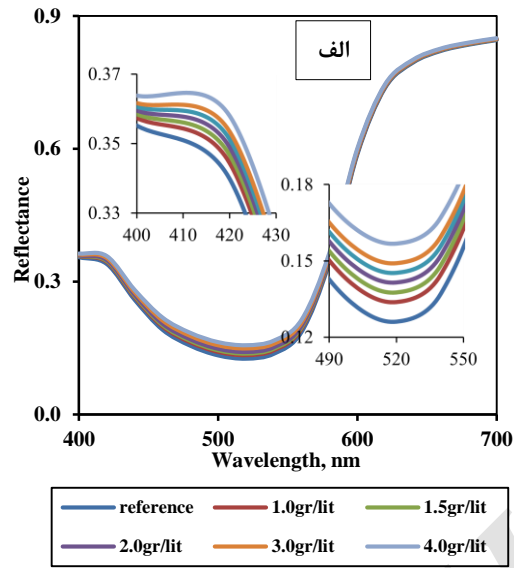 0.9
الف
0.37
0.35
0.33
400 410 420 430
0.6
0.18
0.15
0.12
490 520 550
Reflectance
0.3
0.0
400 500 600 700
Wavelength, nm
reference 1.0gr/lit 1.5gr/lit
2.0gr/lit 3.0gr/lit 4.0gr/lit